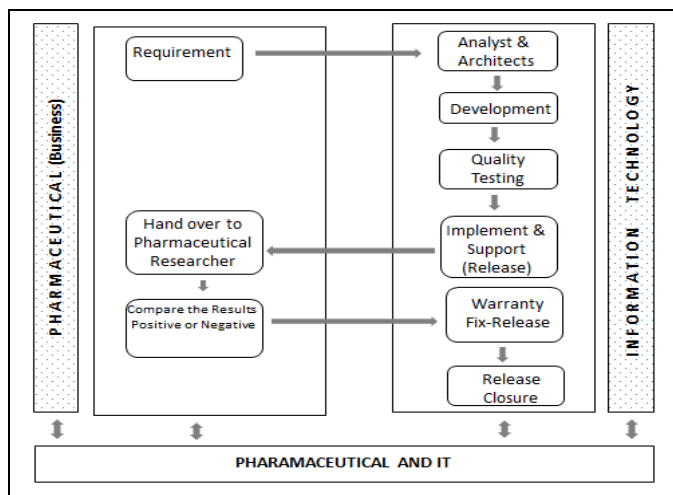 PHARMACEUTICAL (Business)
Requirement
Analyst &
Architects
Development
Quality
Testing
Implement &
Support
(Release)
Hand over to
Pharmaceutical
Researcher
Compare the Results
Positive or Negative
Warranty
Fix-Release
Release
Closure
INFORMATION TECHNOLOGY
PHARAMACEUTICAL AND IT